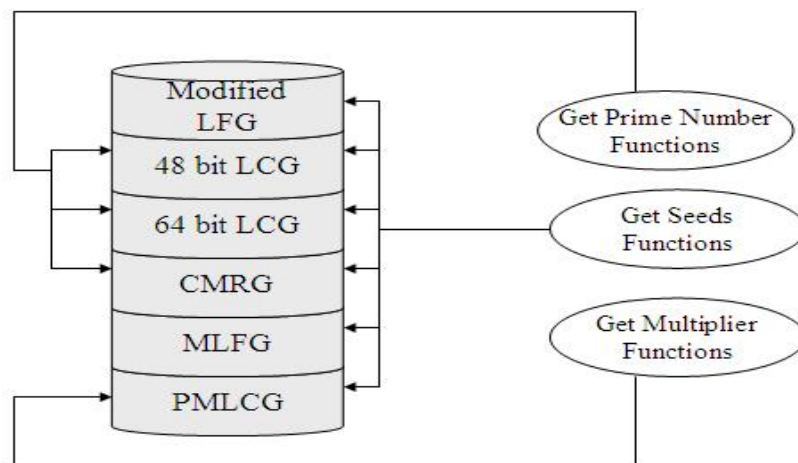 Modified
LFG
48 bit LCG
64 bit LCG
CMRG
MLFG
PMLCG
Get Prime Number
Functions
Get Seeds
Functions
Get Multiplier
Functions